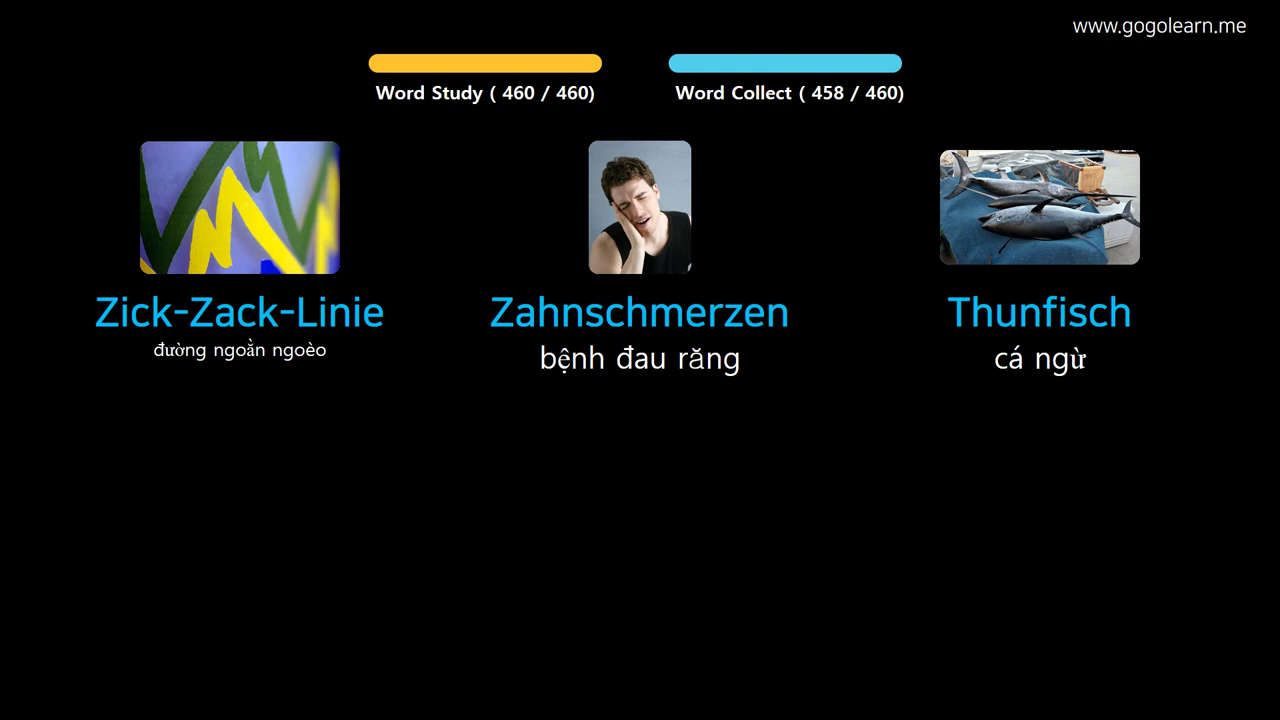 www.gogolearn.me
Word Study ( 460 / 460)
Word Collect ( 458 / 460)
Zick-Zack-Linie
đường ngoằn ngoèo
Zahnschmerzen
bệnh đau răng
Thunfisch
cá ngừ